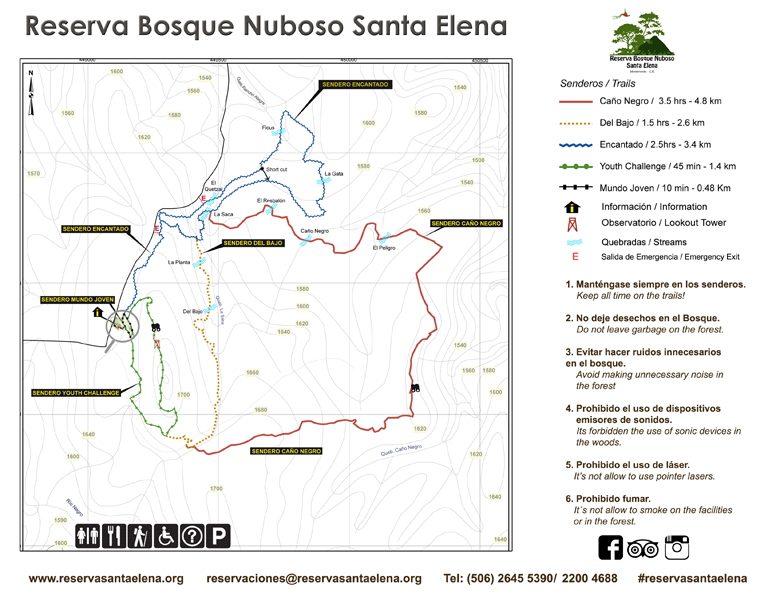 Reserva Bosque Nuboso Santa Elena
Reserva Bosque Nuboso
Santa Elena
Senderos / Trails
Caño Negro / 3.5 hrs - 4.8 km
Del Bajo / 1.5 hrs - 2.6 km
Encantado / 2.5hrs - 3.4 km
Youth Challenge / 45 min - 1.4 km
Mundo Joven / 10 min - 0.48 Km
Información / Information
Observatorio / Lookout Tower
Quebradas / Streams
E Salida de Emergencia / Emergency Exit
1. Manténgase siempre en los senderos.
Keep all time on the trails!
2. No deje desechos en el Bosque.
Do not leave garbage on the forest.
3. Evitar hacer ruidos innecesarios
en el bosque.
Avoid making unnecessary noise in
the forest
4. Prohibido el uso de dispositivos
emisores de sonidos.
Its forbidden the use of sonic devices in
the woods.
5. Prohibido el uso de láser.
It's not allow to use pointer lasers.
6. Prohibido fumar.
It´s not allow to smoke on the facilities
or in the forest.
N
450500
1600
1540
1540
1560
1580
1580
1600
1620
1570
1550
SENDERO ENCANTADO
Ficus
Short cut
La Gata
El
Quetzal
E
El Resbalón
La Saca
1560
SENDERO ENCANTADO
E
SENDERO CAÑO NEGRO
Caño Negro
El Peligro
SENDERO DEL BAJO
La Planta
SENDERO MUNDO JOVEN
Del Bajo
1580
1600
1620
1640
1540
1560
1580
1600
1668
1700
1688
SENDERO YOUTH CHALLENGE
1620
1640
1600
SENDERO CAÑO NEGRO
Queb. Caño Negro
1620
1700
Río Negro
1590
1600
1640
1640
P
www.reservasantaelena.org
reservaciones@reservasantaelena.org
Tel: (506) 2645 5390/ 2200 4688
#reservasantaelena